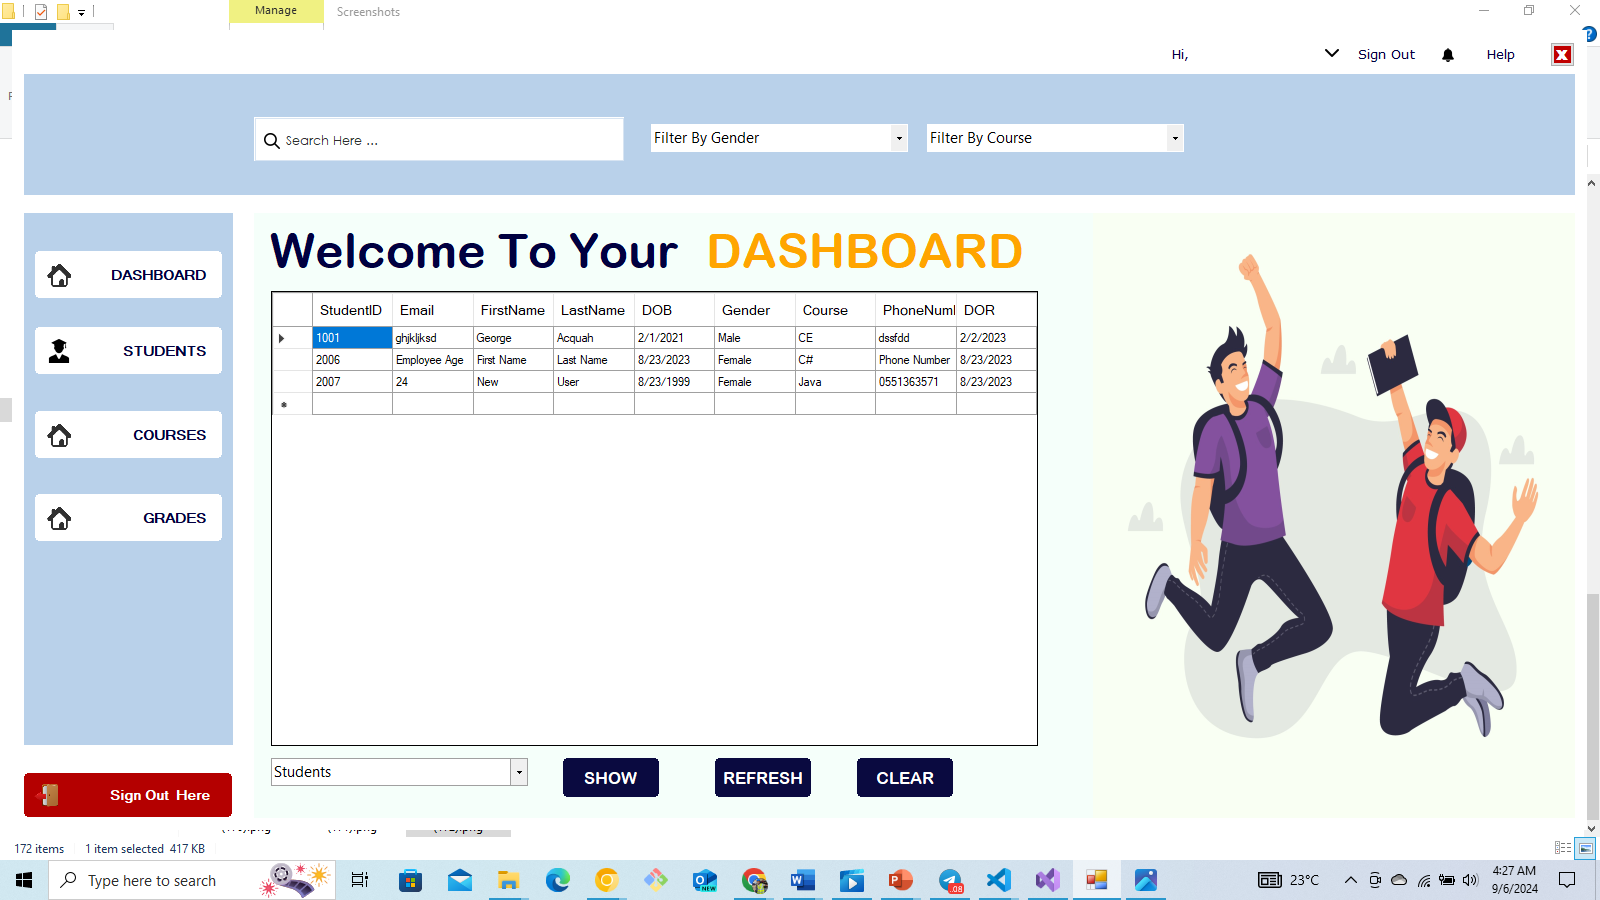 Manage
Screenshots
Hi,
Sign Out
Help
Search Here ...
Filter By Gender
Filter By Course
DASHBOARD
STUDENTS
COURSES
GRADES
Sign Out Here
Welcome To Your DASHBOARD
StudentID Email FirstName LastName DOB Gender Course PhoneNuml DOR
1001 ghjkljksd George Acquah 2/1/2021 Male CE dssfdd 2/2/2023
2006 Employee Age First Name Last Name 8/23/2023 Female C# Phone Number 8/23/2023
2007 24 New User 8/23/1999 Female Java 0551363571 8/23/2023
Students
SHOW
REFRESH
CLEAR
172 items 1 item selected 417 KB
Type here to search
NEW
.08
23°C
4:27 AM
9/6/2024